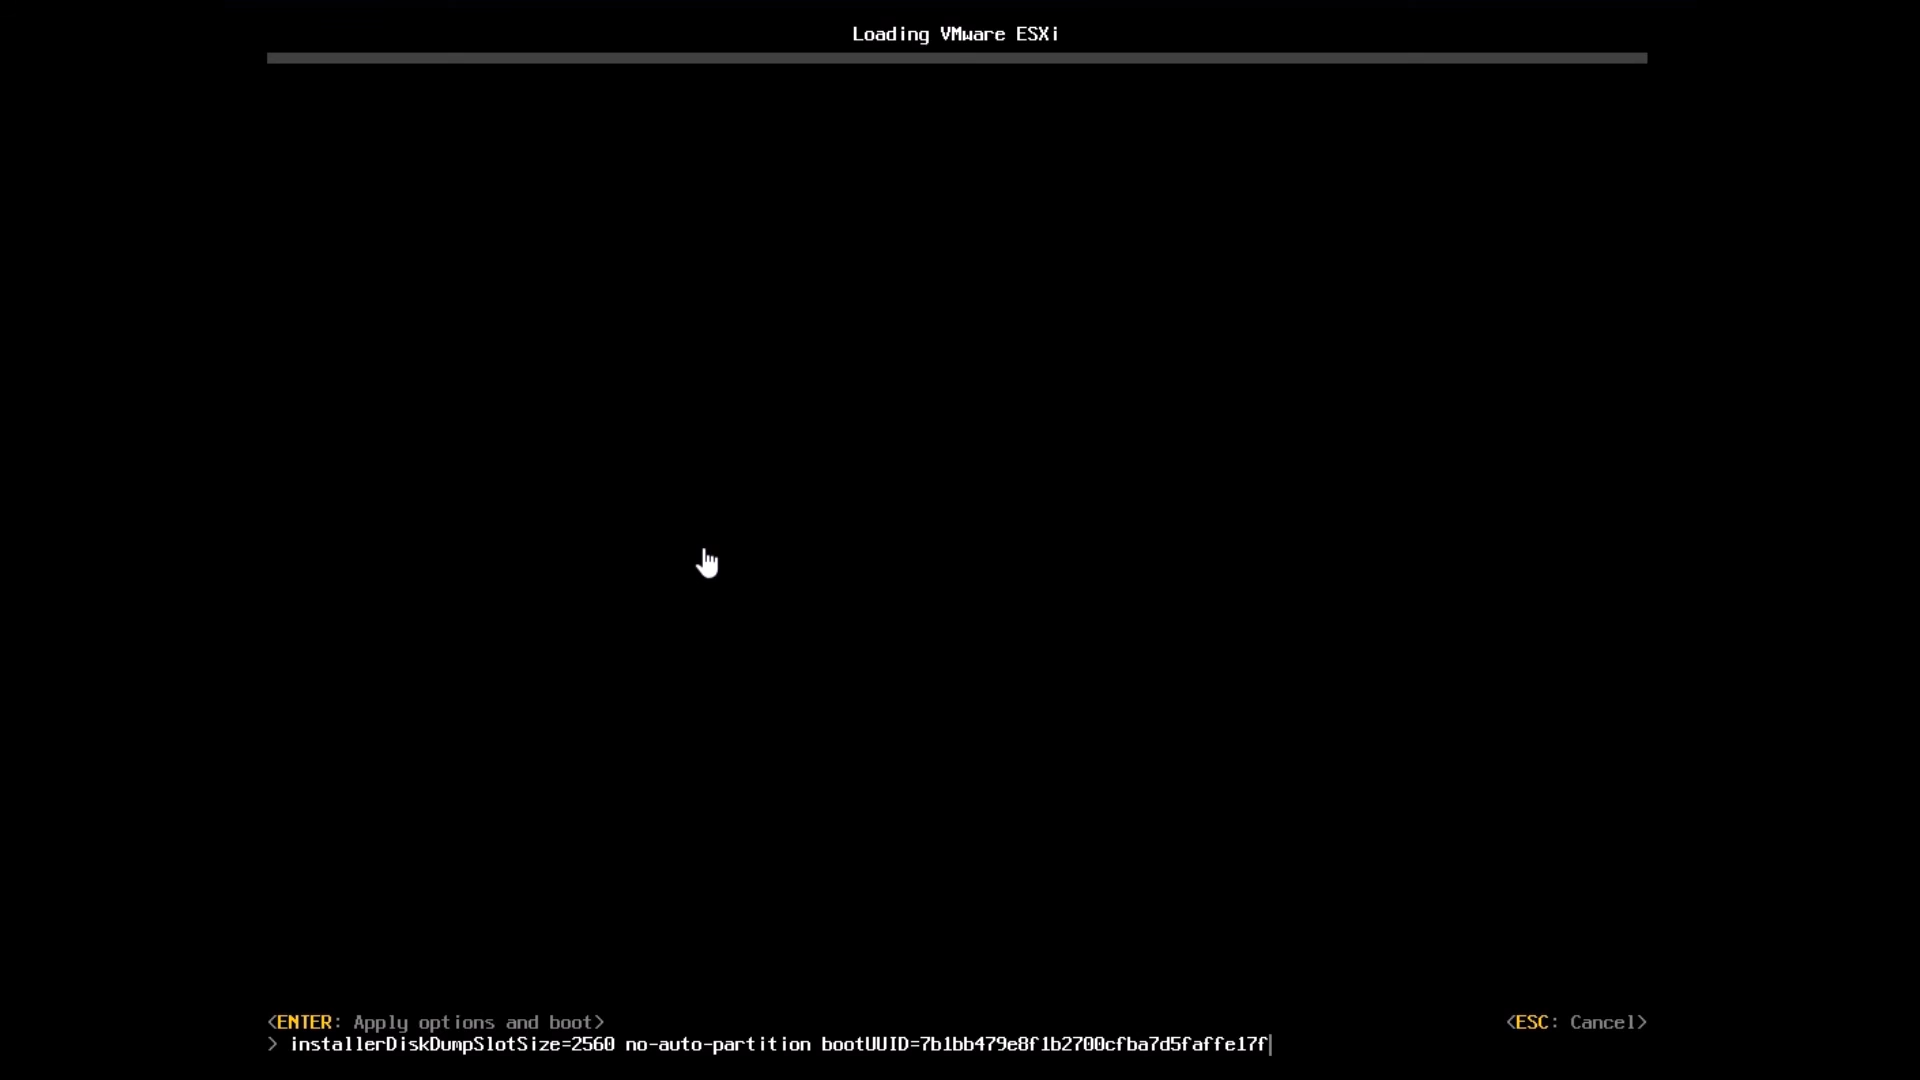 Loading VMware ESXi
<ENTER: Apply options and boot> <ESC: Cancel>
> installerDiskDumpSlotSize=2560 no-auto-partition bootUUID=7b1bb479e8f1b2700cfba7d5faffe17f